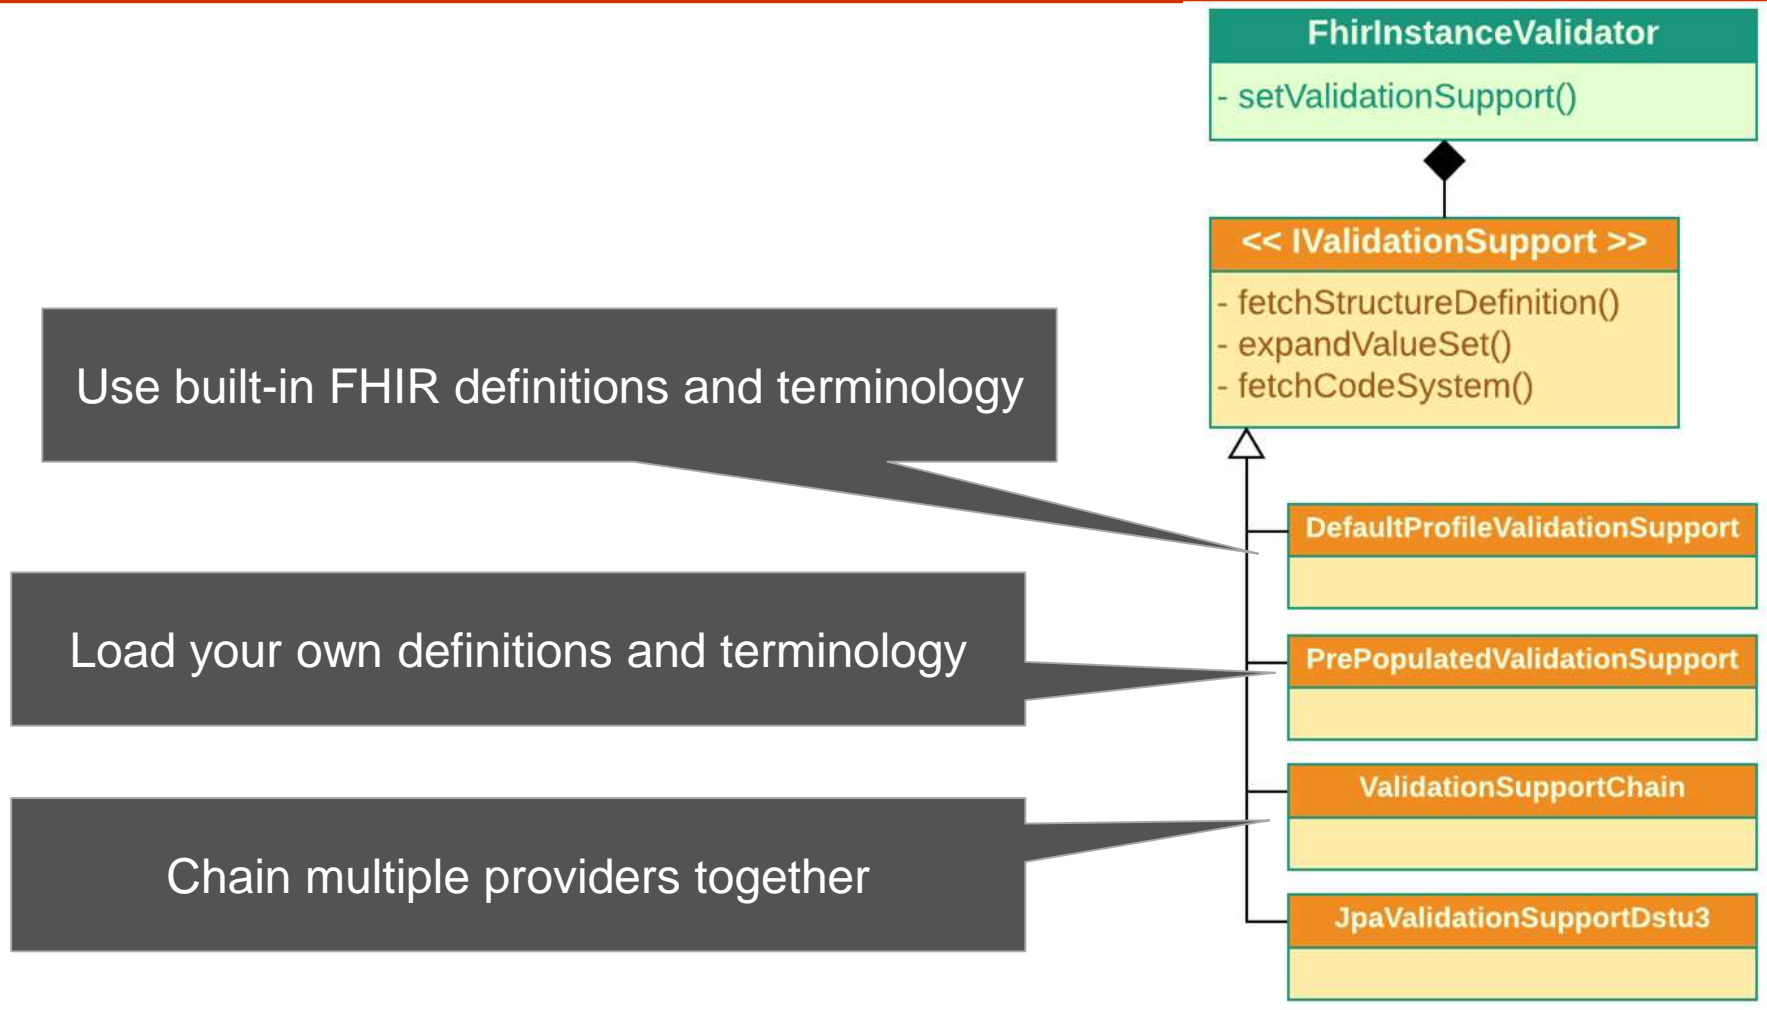 FhirInstanceValidator
- setValidationSupport()
<< IValidationSupport >>
- fetchStructureDefinition()
- expandValueSet()
- fetchCodeSystem()
Use built-in FHIR definitions and terminology
DefaultProfileValidationSupport
Load your own definitions and terminology
PrePopulatedValidationSupport
ValidationSupportChain
Chain multiple providers together
JpaValidationSupportDstu3